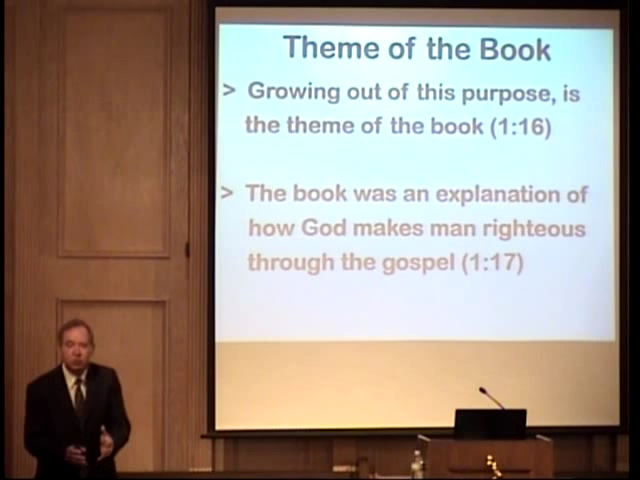 Theme of the Book
> Growing out of this purpose, is
the theme of the book (1:16)
> The book was an explanation of
how God makes man righteous
through the gospel (1:17)